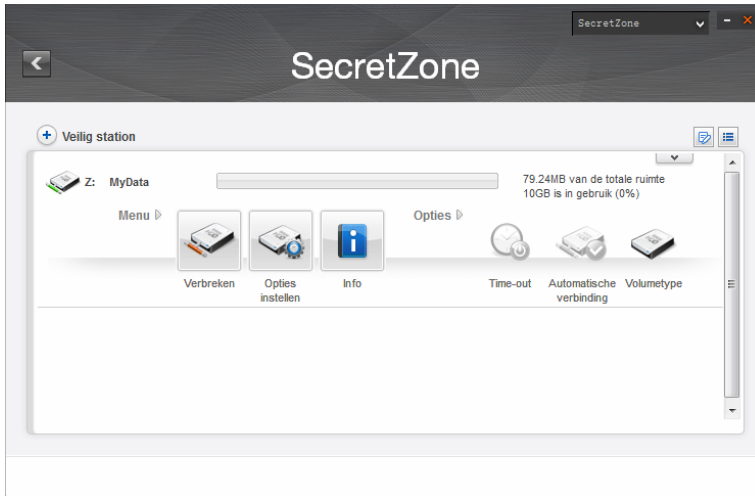 SecretZone
SecretZone
Veilig station
Z: MyData
79.24MB van de totale ruimte
10GB is in gebruik (0%)
Menu
Opties
Verbreken
Opties
instellen
Info
Time-out
Automatische
verbinding
Volumetype